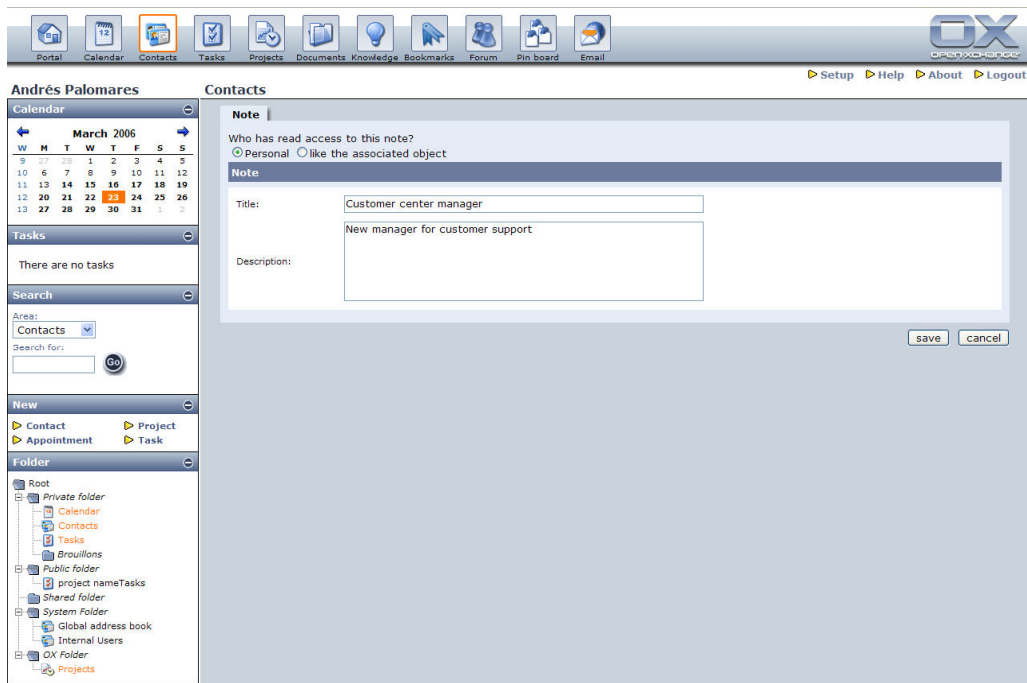 12
Portal Calendar Contacts Tasks Projects Documents Knowledge Bookmarks Forum Pin board Email
OX
OPENXCHANGE
Setup Help About Logout
Andrés Palomares
Contacts
Calendar
March 2006
W M T W T F S S
9 27 28 1 2 3 4 5
10 6 7 8 9 10 11 12
11 13 14 15 16 17 18 19
12 20 21 22 23 24 25 26
13 27 28 29 30 31 1 2
Tasks
There are no tasks
Search
Area:
Contacts
Search for:
Go
New
Contact Project
Appointment Task
Folder
Root
Private folder
Calendar
Contacts
Tasks
Brouillons
Public folder
project nameTasks
Shared folder
System Folder
Global address book
Internal Users
OX Folder
Projects
Note
Who has read access to this note?
Personal like the associated object
Note
Title: Customer center manager
Description: New manager for customer support
save cancel